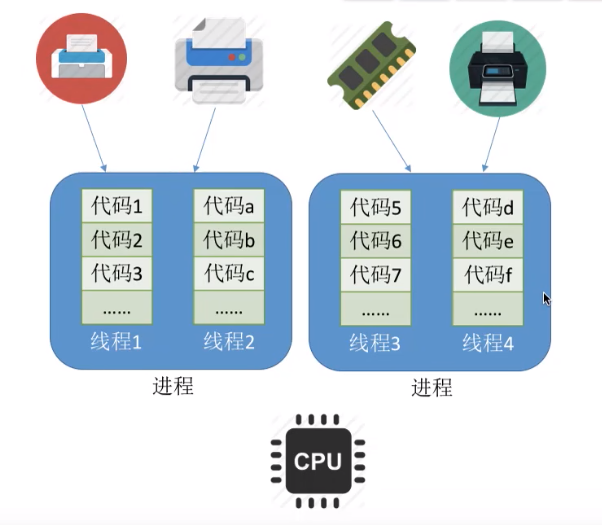 代码1
代码2
代码3
......
线程1
代码a
代码b
代码c
......
线程2
进程
代码5
代码6
代码7
......
线程3
代码d
代码e
代码f
......
线程4
进程
CPU